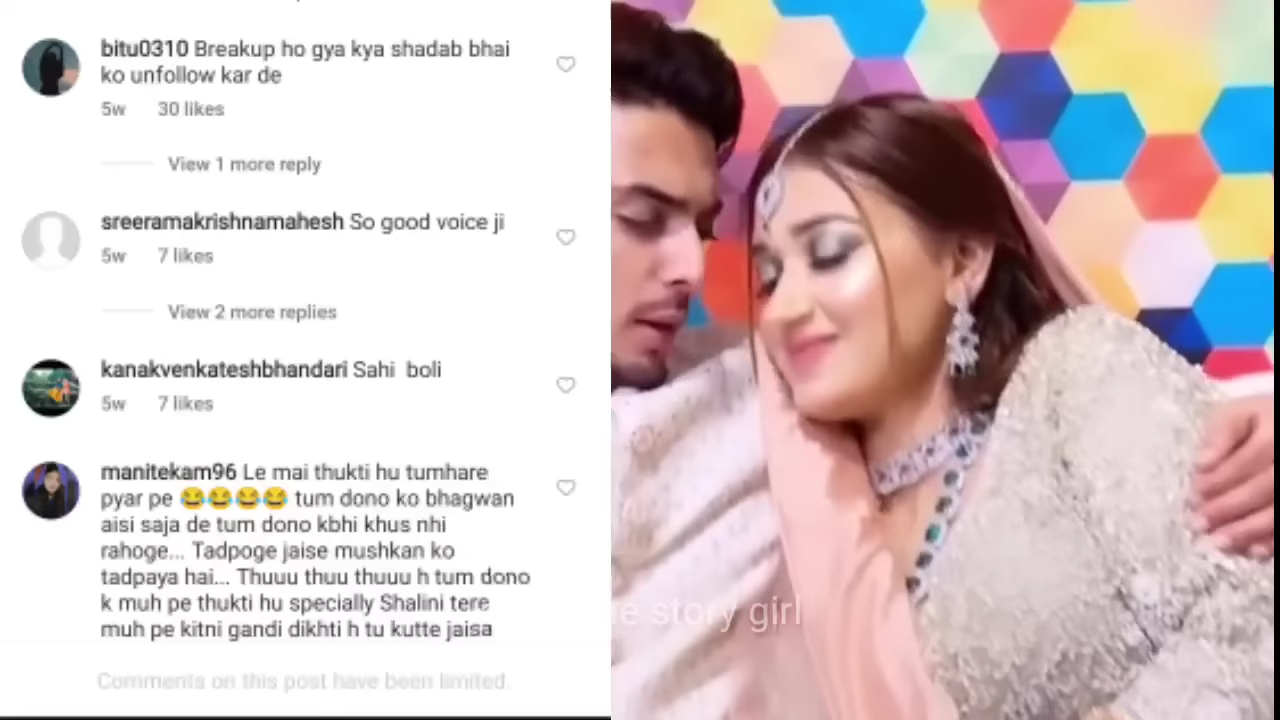 bitu0310 Breakup ho gya kya shadab bhai
ko unfollow kar de
5w 30 likes
View 1 more reply
sreeramakrishnamahesh So good voice ji
5w 7 likes
View 2 more replies
kanakvenkateshbhandari Sahi boli
5w 7 likes
manitekam96 Le mai thukti hu tumhare
pyar pe 😂😂😂😂 tum dono ko bhagwan
aisi saja de tum dono kbhi khus nhi
rahoge... Tadpoge jaise mushkan ko
tadpaya hai... Thuuu thuu thuuu h tum dono
k muh pe thukti hu specially Shalini tere
muh pe kitni gandi dikhti h tu kutte jaisa
Comments on this post have been limited.
story girl